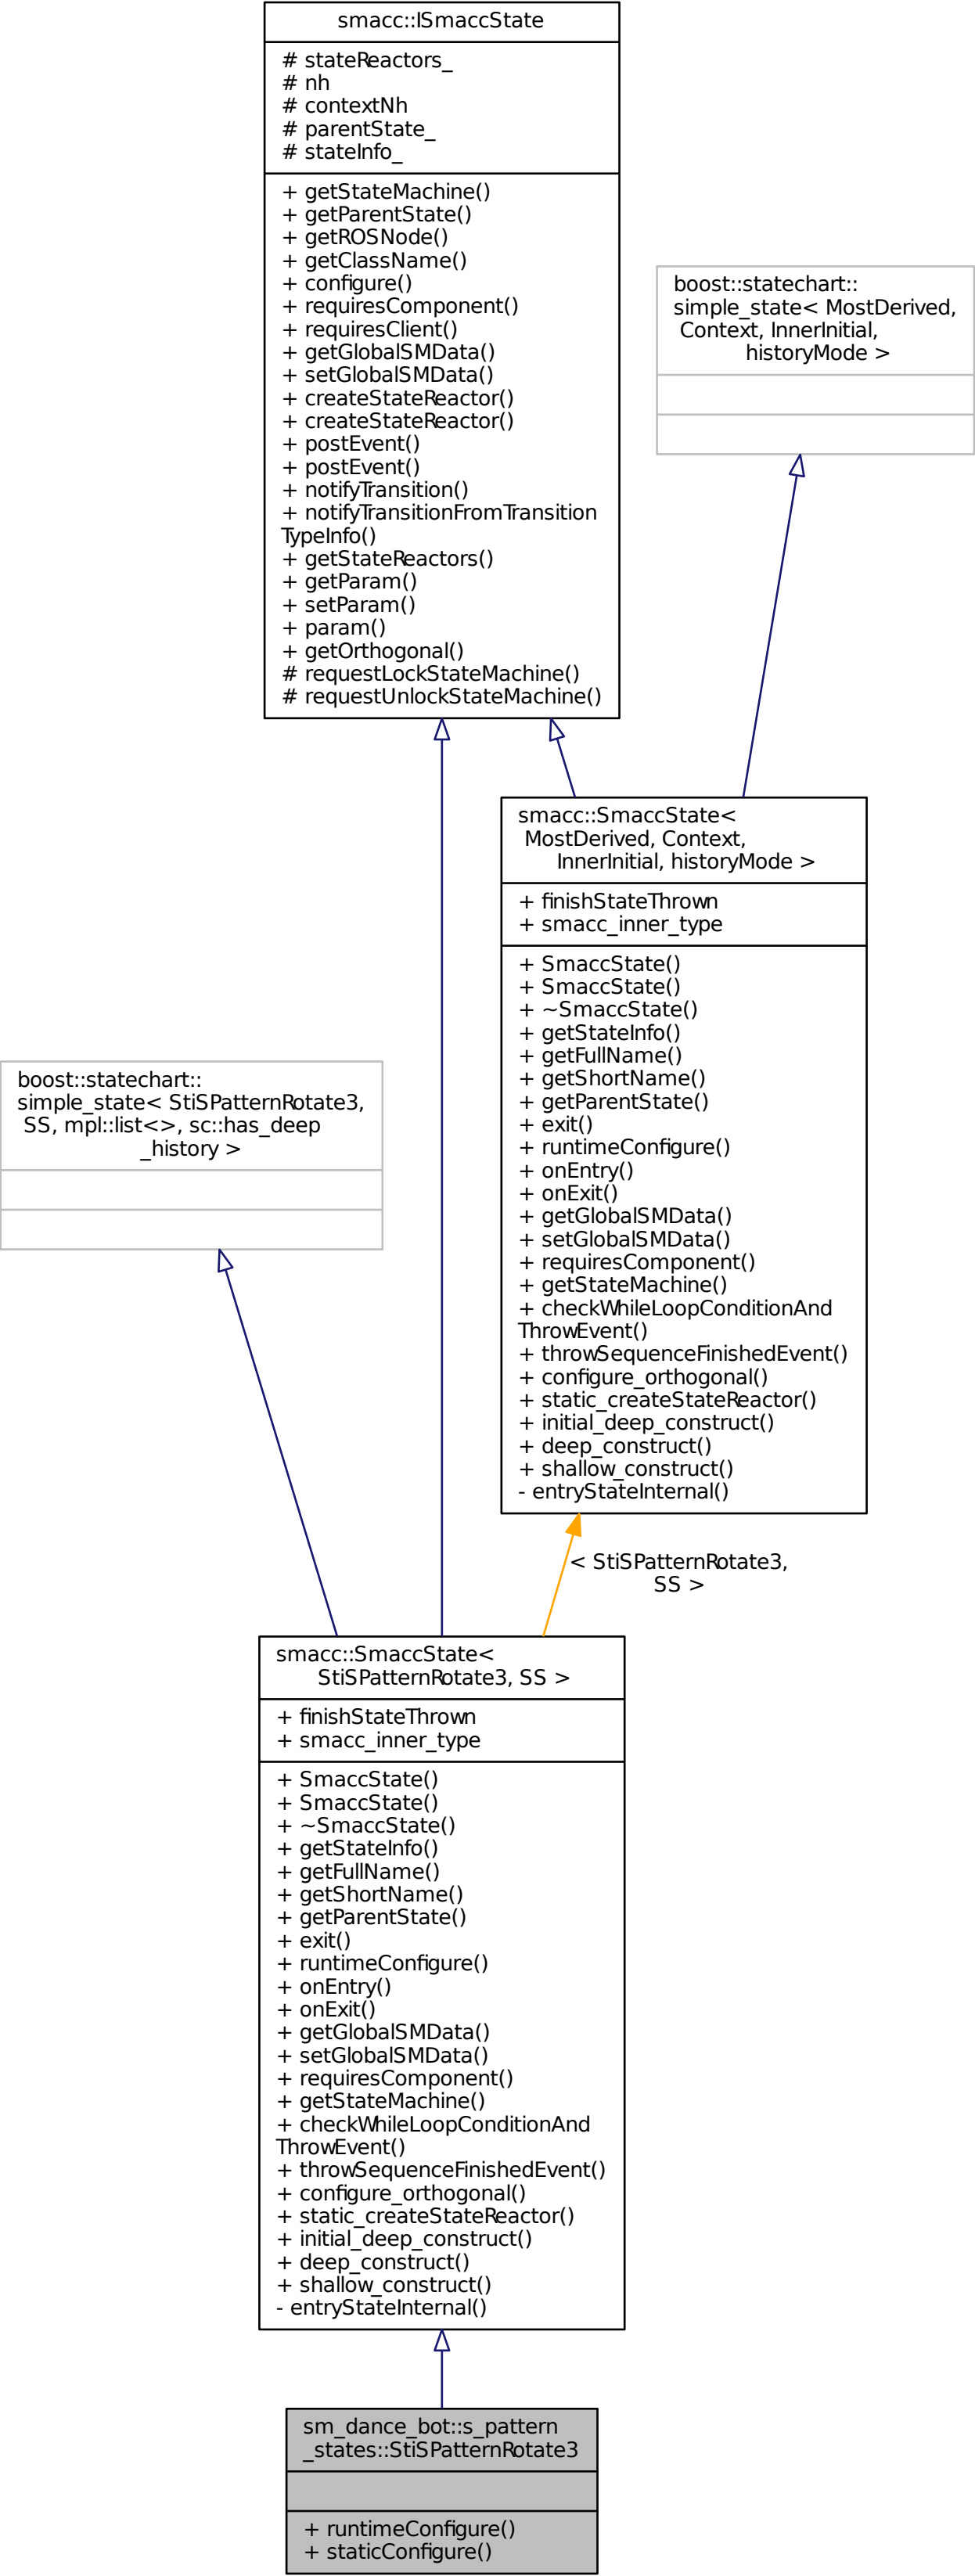 smacc::ISmaccState
# stateReactors_
# nh
# contextNh
# parentState_
# stateInfo_
+ getStateMachine()
+ getParentState()
+ getROSNode()
+ getClassName()
+ configure()
+ requiresComponent()
+ requiresClient()
+ getGlobalSMData()
+ setGlobalSMData()
+ createStateReactor()
+ createStateReactor()
+ postEvent()
+ postEvent()
+ notifyTransition()
+ notifyTransitionFromTransition
TypeInfo()
+ getStateReactors()
+ getParam()
+ setParam()
+ param()
+ getOrthogonal()
# requestLockStateMachine()
# requestUnlockStateMachine()
boost::statechart::
simple_state< MostDerived,
Context, InnerInitial,
historyMode >
smacc::SmaccState<
MostDerived, Context,
InnerInitial, historyMode >
+ finishStateThrown
+ smacc_inner_type
+ SmaccState()
+ SmaccState()
+ ~SmaccState()
+ getStateInfo()
+ getFullName()
+ getShortName()
+ getParentState()
+ exit()
+ runtimeConfigure()
+ onEntry()
+ onExit()
+ getGlobalSMData()
+ setGlobalSMData()
+ requiresComponent()
+ getStateMachine()
+ checkWhileLoopConditionAnd
ThrowEvent()
+ throwSequenceFinishedEvent()
+ configure_orthogonal()
+ static_createStateReactor()
+ initial_deep_construct()
+ deep_construct()
+ shallow_construct()
- entryStateInternal()
boost::statechart::
simple_state< StiSPatternRotate3,
SS, mpl::list<>, sc::has_deep
_history >
< StiSPatternRotate3,
SS >
smacc::SmaccState<
StiSPatternRotate3, SS >
+ finishStateThrown
+ smacc_inner_type
+ SmaccState()
+ SmaccState()
+ ~SmaccState()
+ getStateInfo()
+ getFullName()
+ getShortName()
+ getParentState()
+ exit()
+ runtimeConfigure()
+ onEntry()
+ onExit()
+ getGlobalSMData()
+ setGlobalSMData()
+ requiresComponent()
+ getStateMachine()
+ checkWhileLoopConditionAnd
ThrowEvent()
+ throwSequenceFinishedEvent()
+ configure_orthogonal()
+ static_createStateReactor()
+ initial_deep_construct()
+ deep_construct()
+ shallow_construct()
- entryStateInternal()
sm_dance_bot::s_pattern
_states::StiSPatternRotate3
+ runtimeConfigure()
+ staticConfigure()